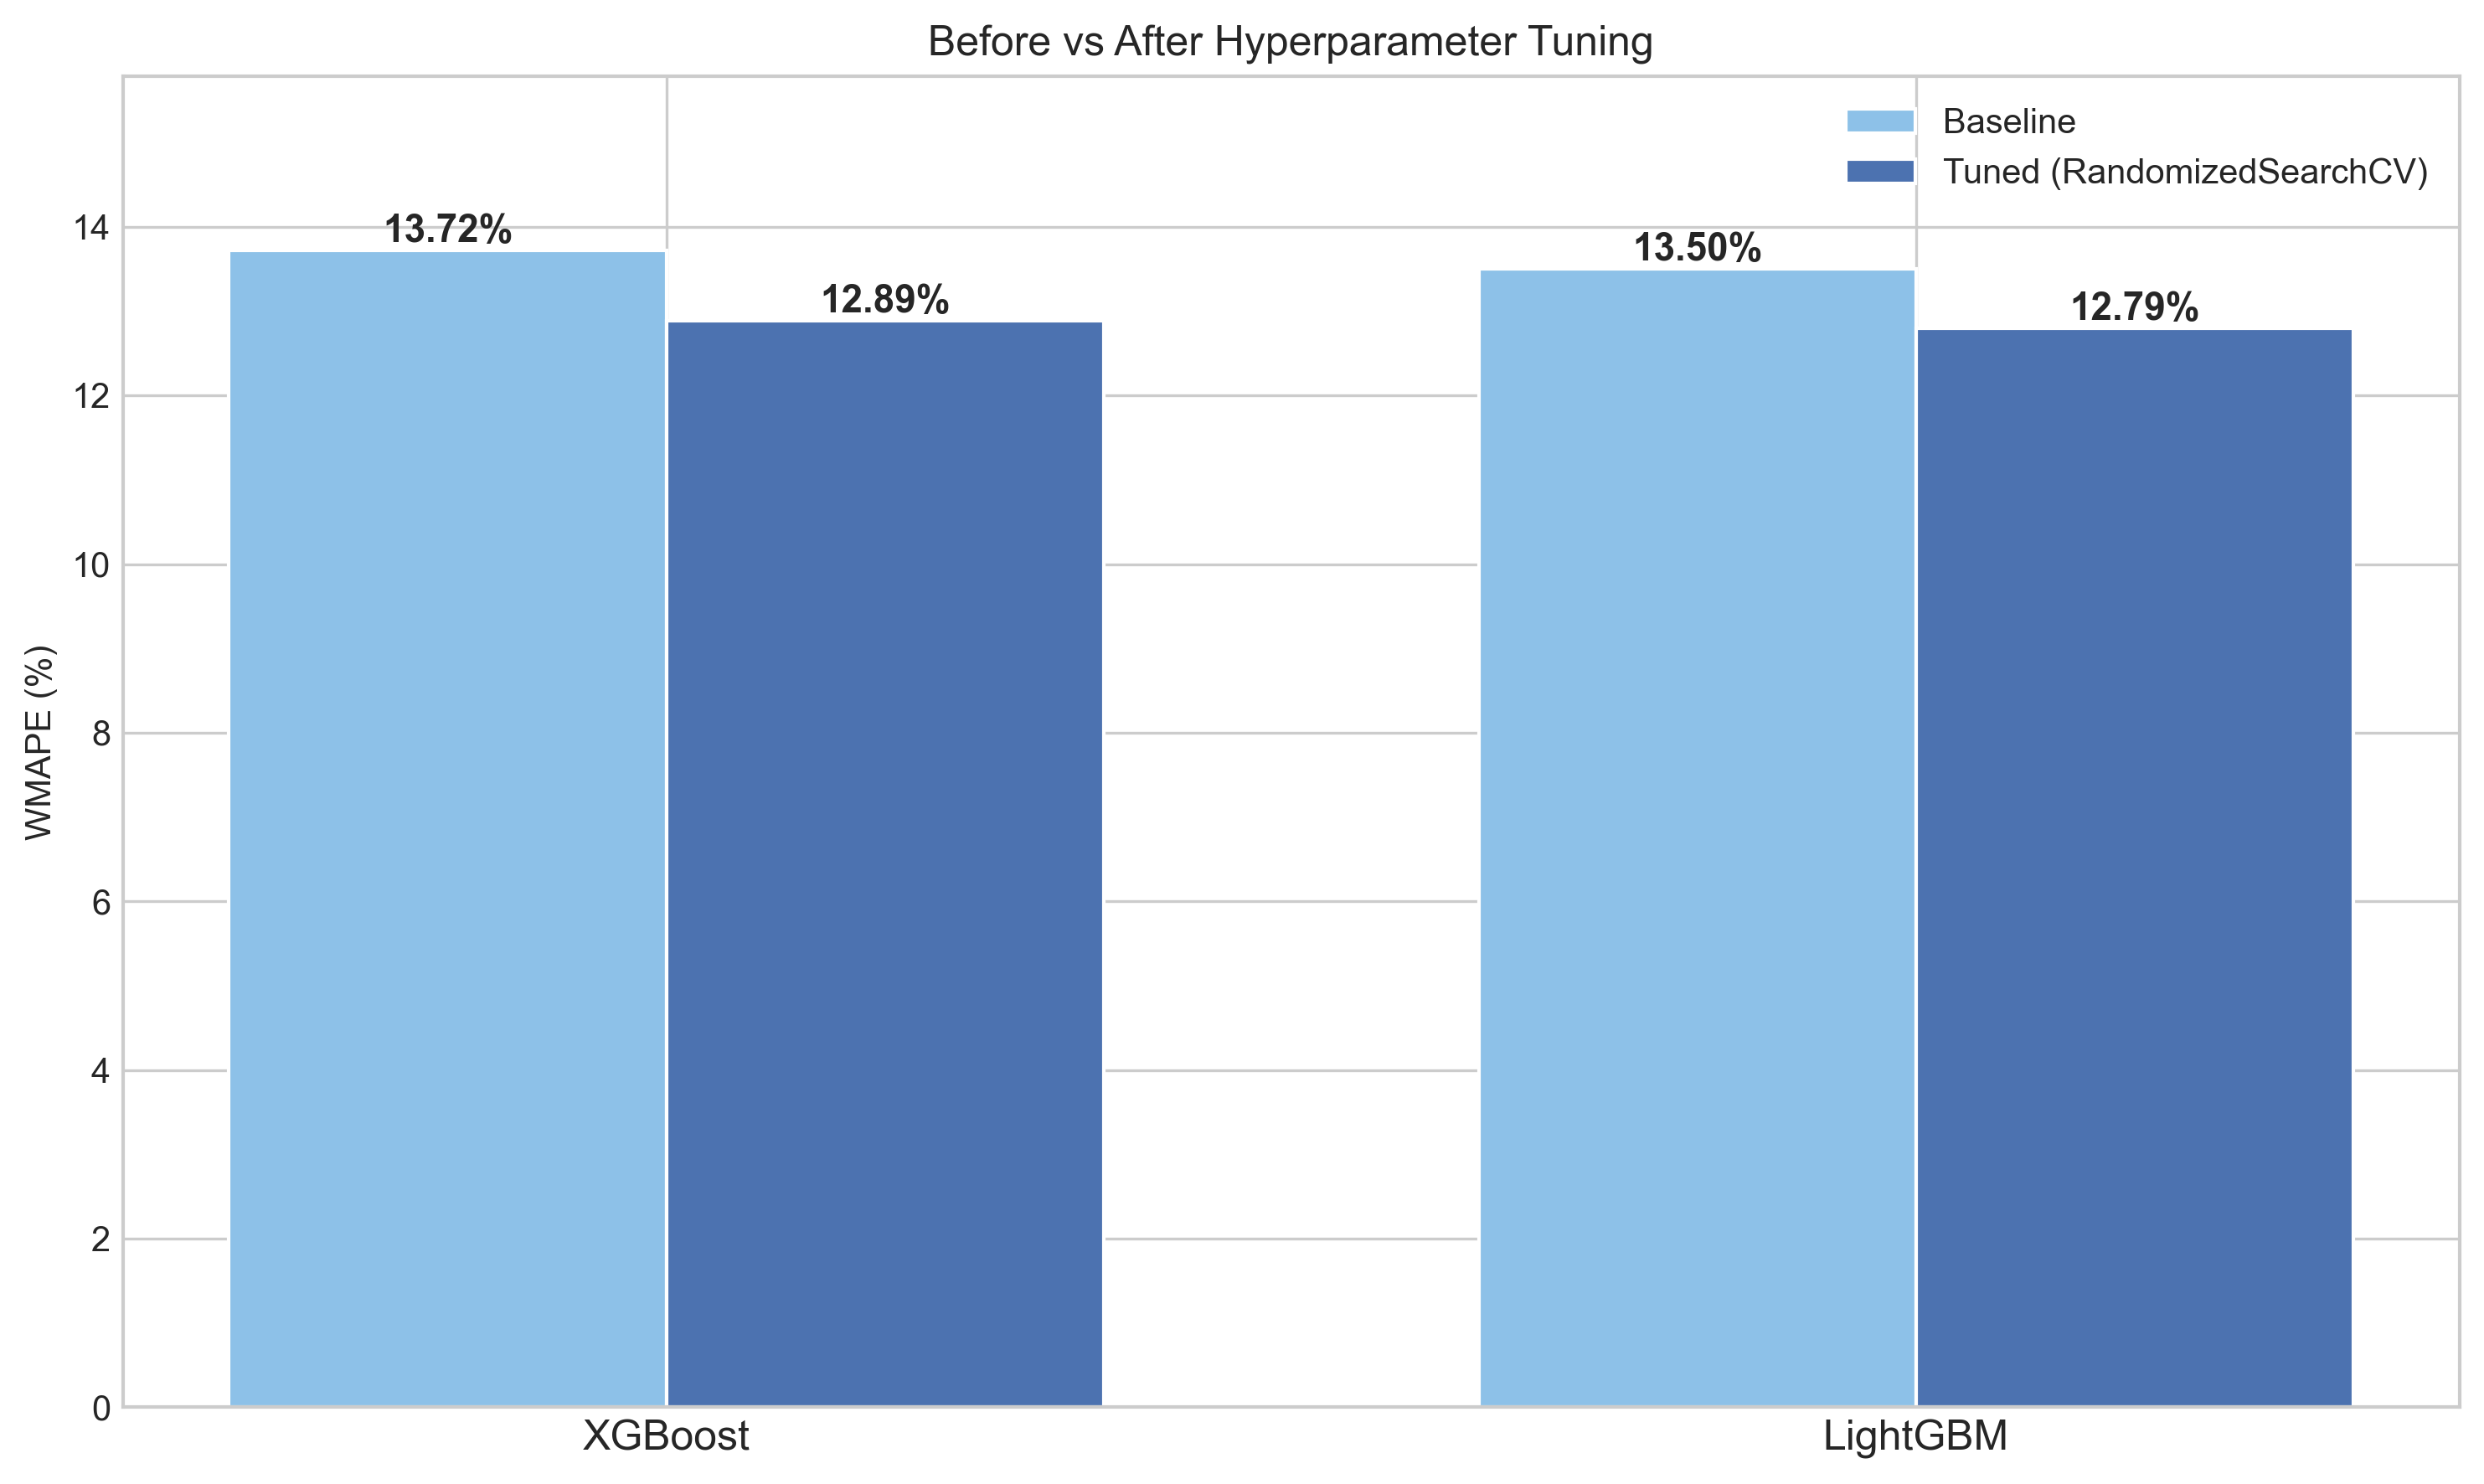 Before vs After Hyperparameter Tuning
Baseline
Tuned (RandomizedSearchCV)
WMAPE (%)
14
12
10
8
6
4
2
0
13.72%
12.89%
13.50%
12.79%
XGBoost
LightGBM